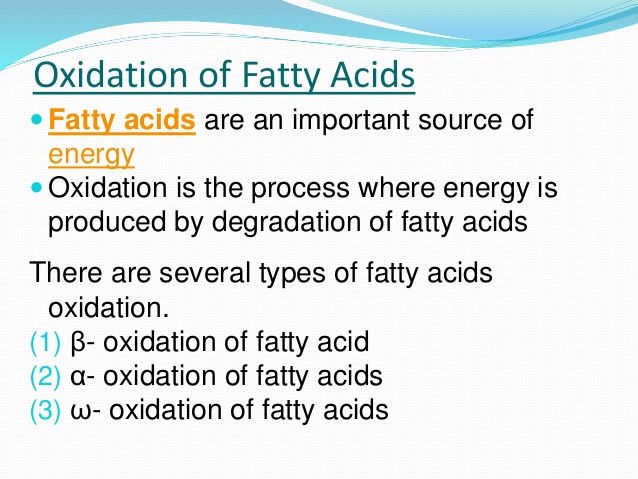 Oxidation of Fatty Acids
• Fatty acids are an important source of
energy
• Oxidation is the process where energy is
produced by degradation of fatty acids
There are several types of fatty acids
oxidation.
(1) β- oxidation of fatty acid
(2) α- oxidation of fatty acids
(3) ω- oxidation of fatty acids